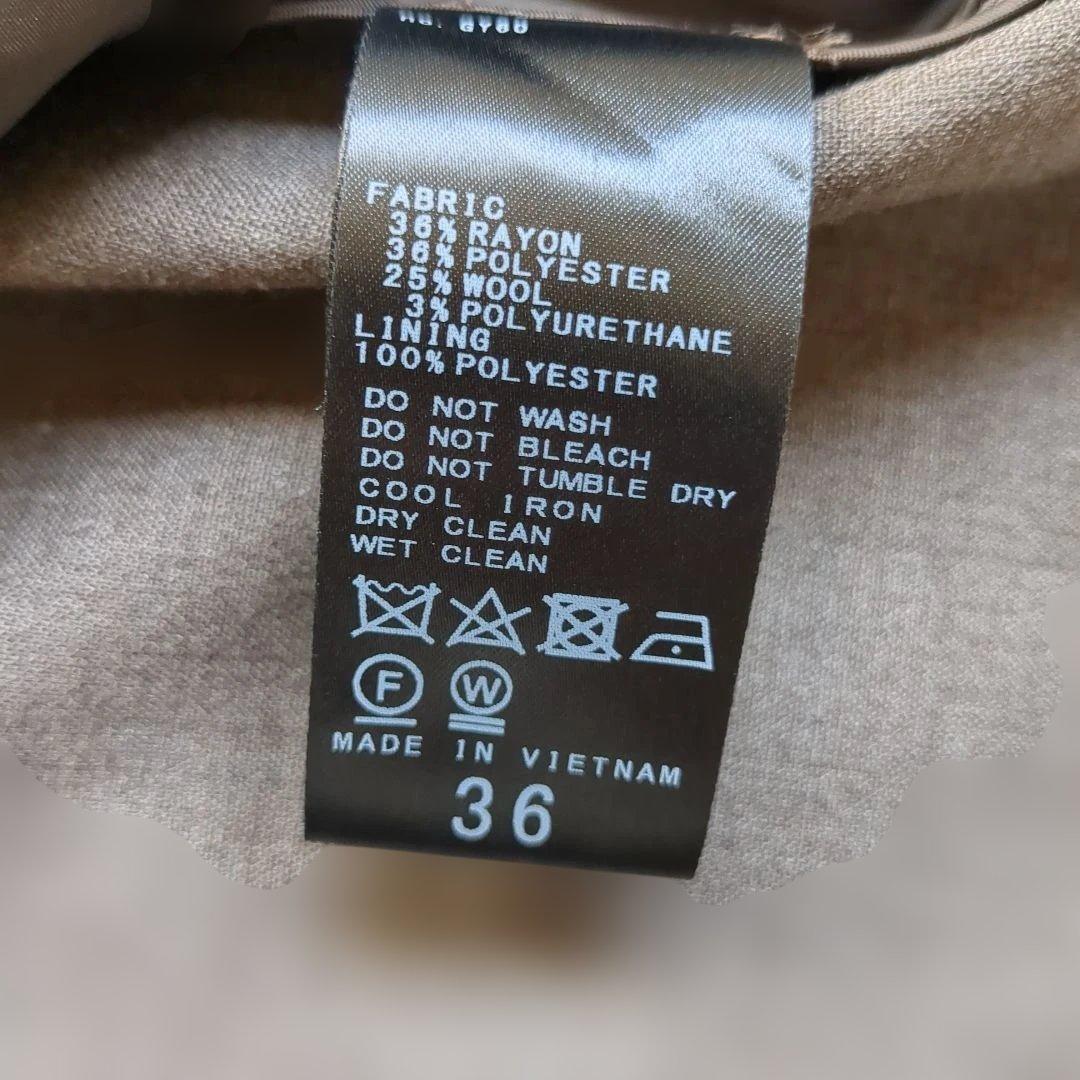 FABRIC
36% RAYON
36% POLYESTER
25% WOOL
3% POLYURETHANE
LINING
100% POLYESTER
DO NOT WASH
DO NOT BLEACH
DO NOT TUMBLE DRY
COOL IRON
DRY CLEAN
WET CLEAN
F W
MADE IN VIETNAM
36